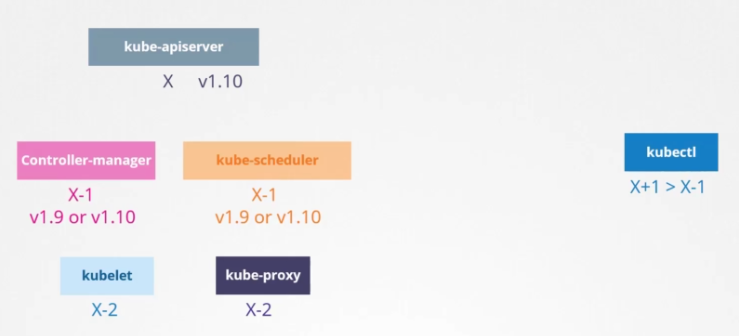 kube-apiserver
X v1.10
Controller-manager
kube-scheduler
kubectl
X-1
X-1
X+1 > X-1
v1.9 or v1.10
v1.9 or v1.10
kubelet
kube-proxy
X-2
X-2